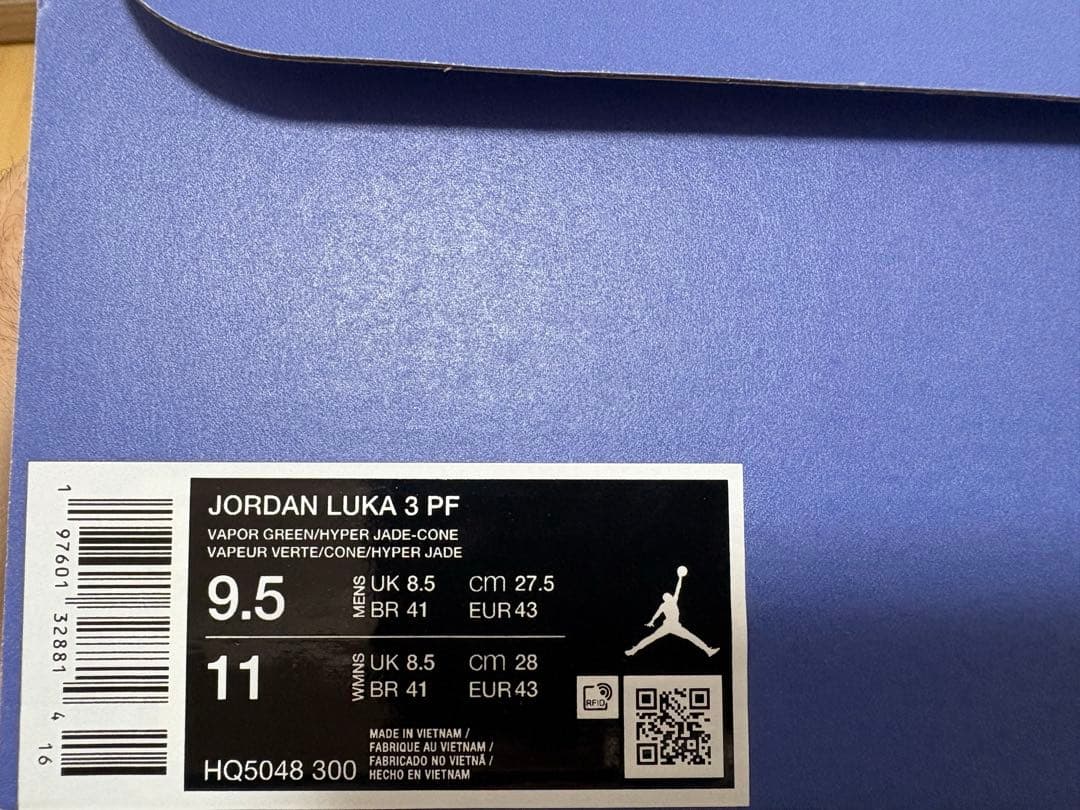 1 97601 32881 4 16
JORDAN LUKA 3 PF
VAPOR GREEN/HYPER JADE-CONE
VAPEUR VERTE/CONE/HYPER JADE
9.5 MENS UK 8.5 cm 27.5
BR 41 EUR 43
11 WMNS UK 8.5 cm 28
BR 41 EUR 43
RFID
MADE IN VIETNAM /
FABRIQUE AU VIETNAM /
FABRICADO NO VIETNÃ /
HECHO EN VIETNAM
HQ5048 300